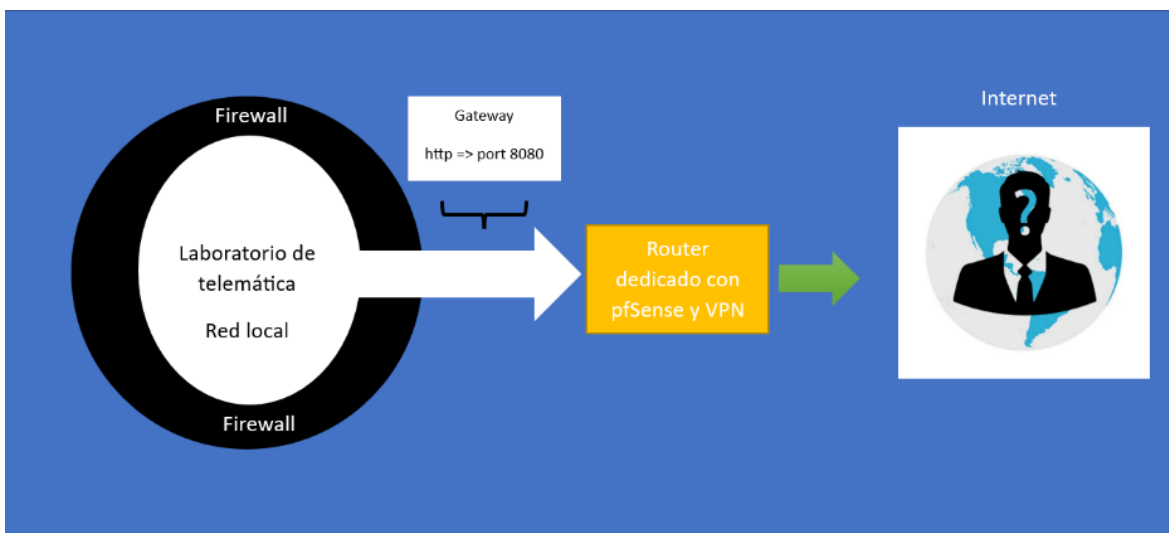 Firewall
Laboratorio de
telemática
Red local
Firewall
Gateway
http => port 8080
Router
dedicado con
pfSense y VPN
Internet
?